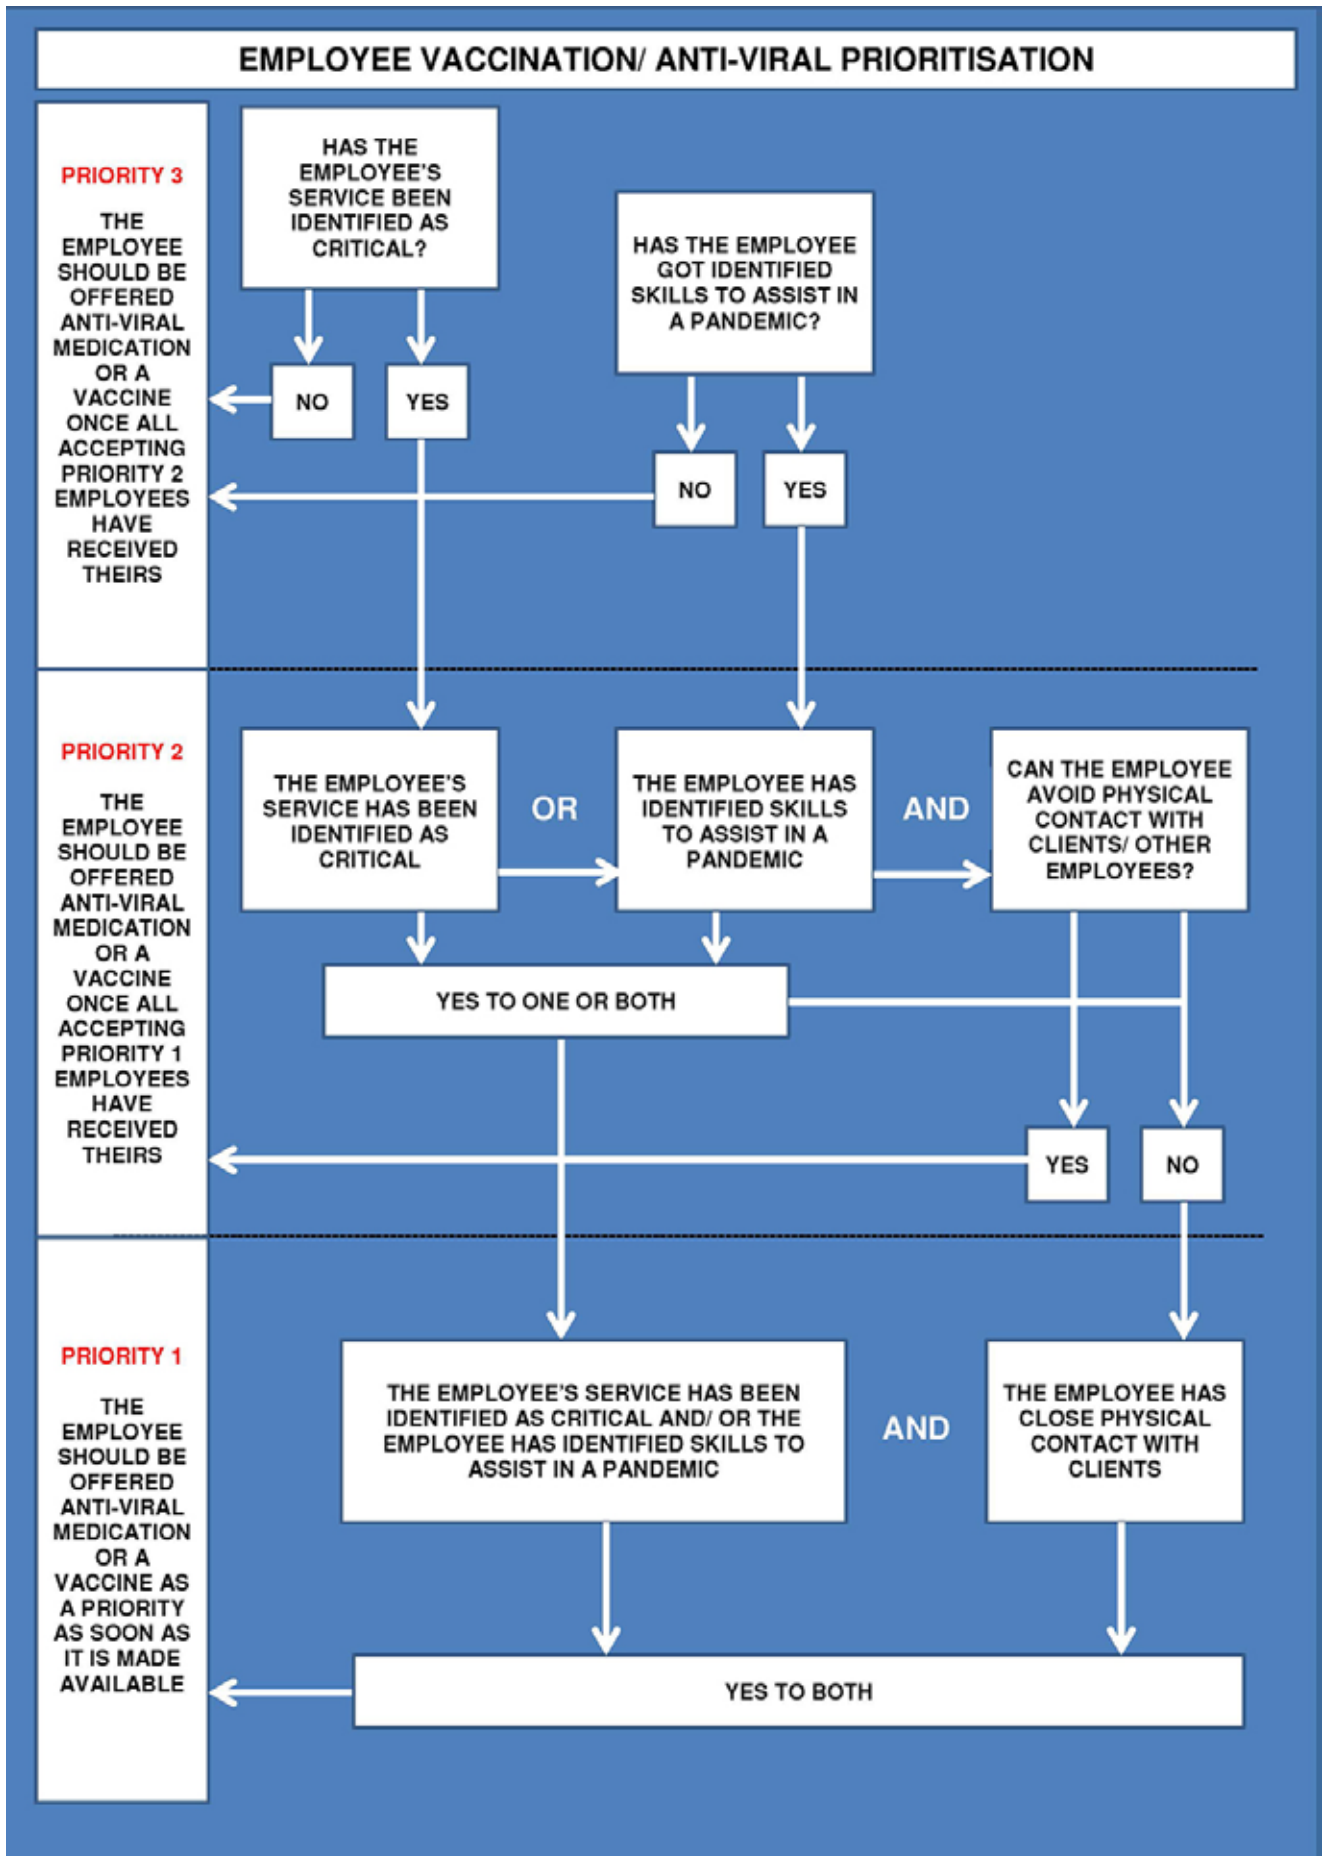 EMPLOYEE VACCINATION/ ANTI-VIRAL PRIORITISATION
PRIORITY 3
THE
EMPLOYEE
SHOULD BE
OFFERED
ANTI-VIRAL
MEDICATION
OR A
VACCINE
ONCE ALL
ACCEPTING
PRIORITY 2
EMPLOYEES
HAVE
RECEIVED
THEIRS
HAS THE
EMPLOYEE'S
SERVICE BEEN
IDENTIFIED AS
CRITICAL?
NO
YES
HAS THE EMPLOYEE
GOT IDENTIFIED
SKILLS TO ASSIST IN
A PANDEMIC?
NO
YES
PRIORITY 2
THE
EMPLOYEE
SHOULD BE
OFFERED
ANTI-VIRAL
MEDICATION
OR A
VACCINE
ONCE ALL
ACCEPTING
PRIORITY 1
EMPLOYEES
HAVE
RECEIVED
THEIRS
THE EMPLOYEE'S
SERVICE HAS BEEN
IDENTIFIED AS
CRITICAL
OR
THE EMPLOYEE HAS
IDENTIFIED SKILLS
TO ASSIST IN A
PANDEMIC
AND
CAN THE EMPLOYEE
AVOID PHYSICAL
CONTACT WITH
CLIENTS/ OTHER
EMPLOYEES?
YES TO ONE OR BOTH
YES
NO
PRIORITY 1
THE
EMPLOYEE
SHOULD BE
OFFERED
ANTI-VIRAL
MEDICATION
OR A
VACCINE AS
A PRIORITY
AS SOON AS
IT IS MADE
AVAILABLE
THE EMPLOYEE'S SERVICE HAS BEEN
IDENTIFIED AS CRITICAL AND/ OR THE
EMPLOYEE HAS IDENTIFIED SKILLS TO
ASSIST IN A PANDEMIC
AND
THE EMPLOYEE HAS
CLOSE PHYSICAL
CONTACT WITH
CLIENTS
YES TO BOTH